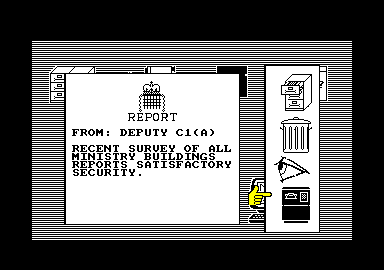 REPORT
FROM: DEPUTY C1(A)
RECENT SURVEY OF ALL
MINISTRY BUILDINGS
REPORTS SATISFACTORY
SECURITY.